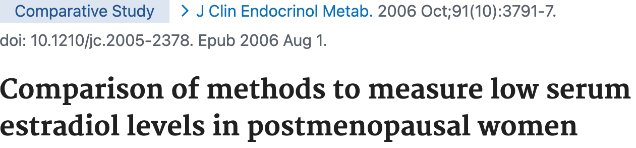 Comparative Study > J Clin Endocrinol Metab. 2006 Oct;91(10):3791-7.
doi: 10.1210/jc.2005-2378. Epub 2006 Aug 1.
Comparison of methods to measure low serum
estradiol levels in postmenopausal women